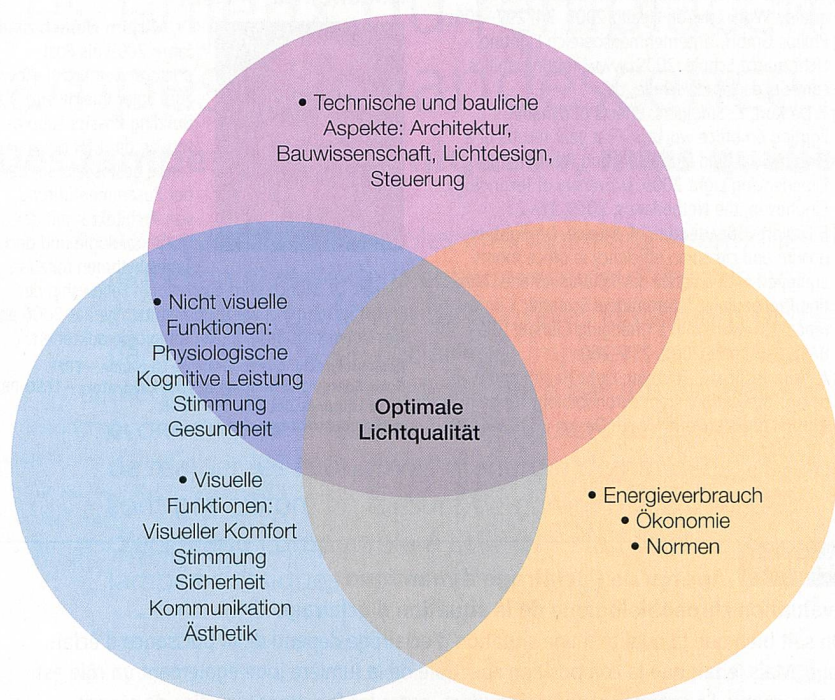 • Technische und bauliche
Aspekte: Architektur,
Bauwissenschaft, Lichtdesign,
Steuerung
• Nicht visuelle
Funktionen:
Physiologische
Kognitive Leistung
Stimmung
Gesundheit
Optimale
Lichtqualität
• Visuelle
Funktionen:
Visueller Komfort
Stimmung
Sicherheit
Kommunikation
Ästhetik
• Energieverbrauch
• Ökonomie
• Normen